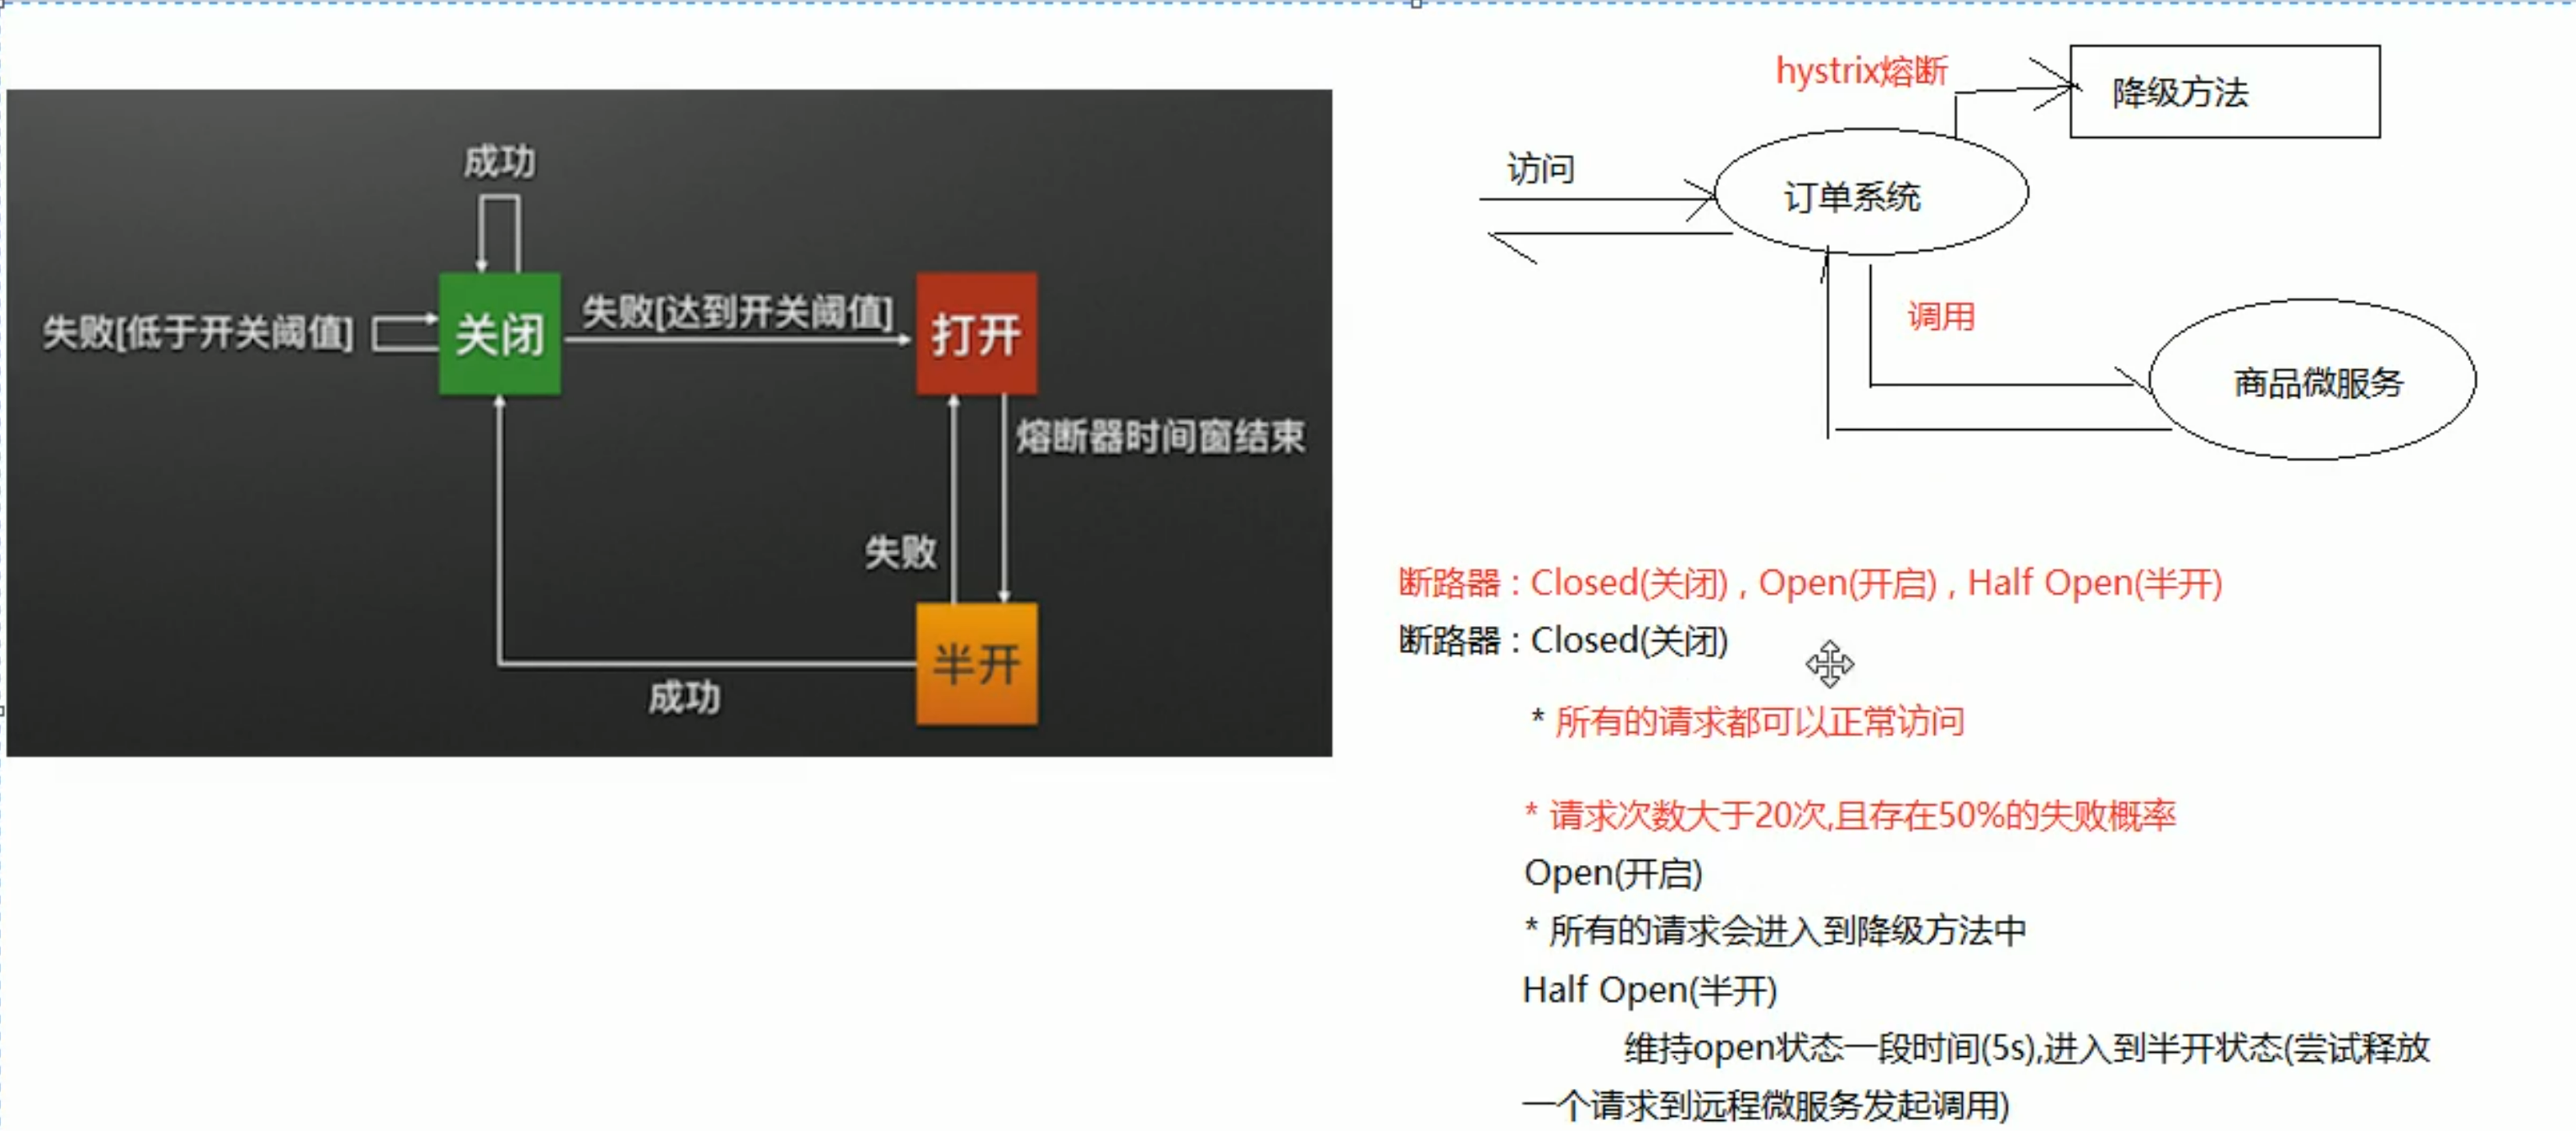 成功
失败[低于开关阈值]
关闭
失败[达到开关阈值]
打开
熔断器时间窗结束
失败
半开
成功
hystrix熔断
降级方法
访问
订单系统
调用
商品微服务
断路器 : Closed(关闭) , Open(开启) , Half Open(半开)
断路器 : Closed(关闭)
* 所有的请求都可以正常访问
* 请求次数大于20次,且存在50%的失败概率
Open(开启)
* 所有的请求会进入到降级方法中
Half Open(半开)
维持open状态一段时间(5s),进入到半开状态(尝试释放
一个请求到远程微服务发起调用)